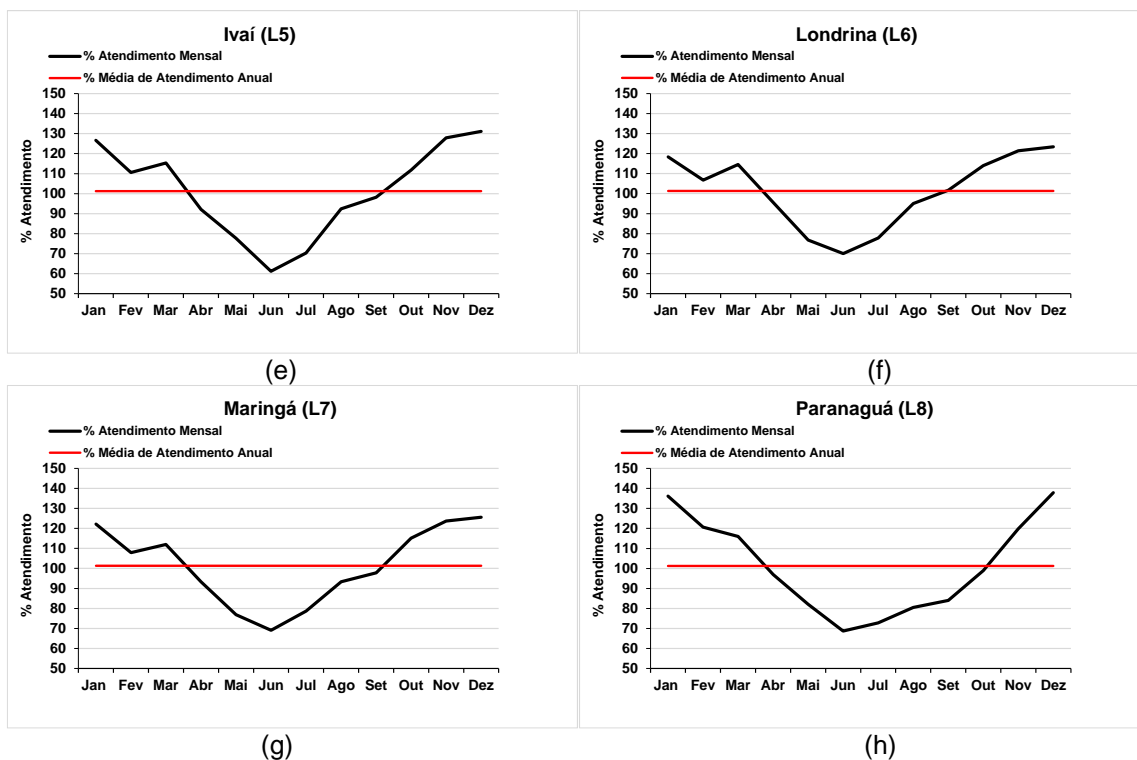 Ivaí (L5)
% Atendimento Mensal
% Média de Atendimento Anual
% Atendimento
150
140
130
120
110
100
90
80
70
60
50
Jan Fev Mar Abr Mai Jun Jul Ago Set Out Nov Dez
(e)
Londrina (L6)
% Atendimento Mensal
% Média de Atendimento Anual
% Atendimento
150
140
130
120
110
100
90
80
70
60
50
Jan Fev Mar Abr Mai Jun Jul Ago Set Out Nov Dez
(f)
Maringá (L7)
% Atendimento Mensal
% Média de Atendimento Anual
% Atendimento
150
140
130
120
110
100
90
80
70
60
50
Jan Fev Mar Abr Mai Jun Jul Ago Set Out Nov Dez
(g)
Paranaguá (L8)
% Atendimento Mensal
% Média de Atendimento Anual
% Atendimento
150
140
130
120
110
100
90
80
70
60
50
Jan Fev Mar Abr Mai Jun Jul Ago Set Out Nov Dez
(h)